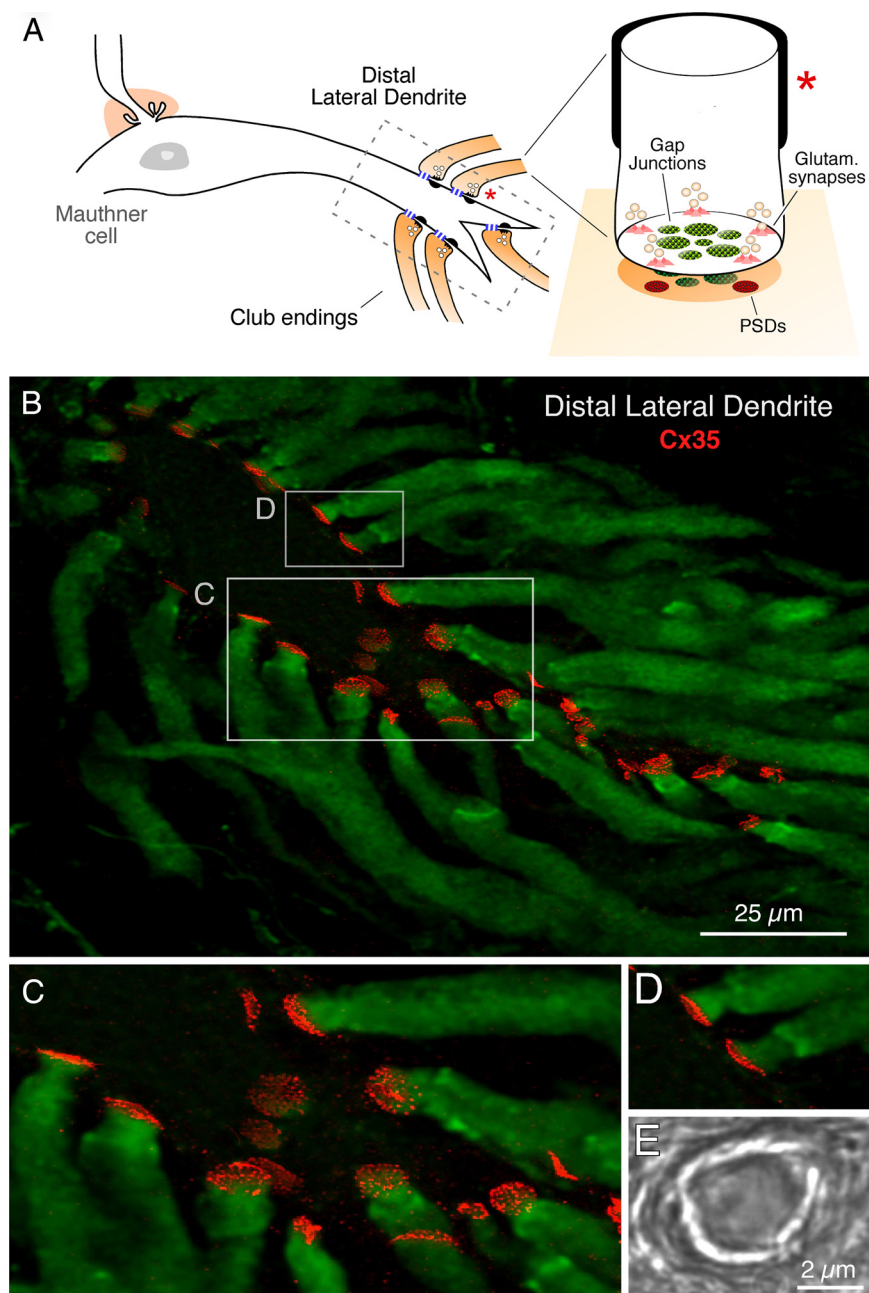 A
Distal
Lateral Dendrite
*
Mauthner
cell
Club endings
*
Gap
Junctions
Glutam.
synapses
PSDs
B
Distal Lateral Dendrite
Cx35
D
C
25 µm
C
D
E
2 µm